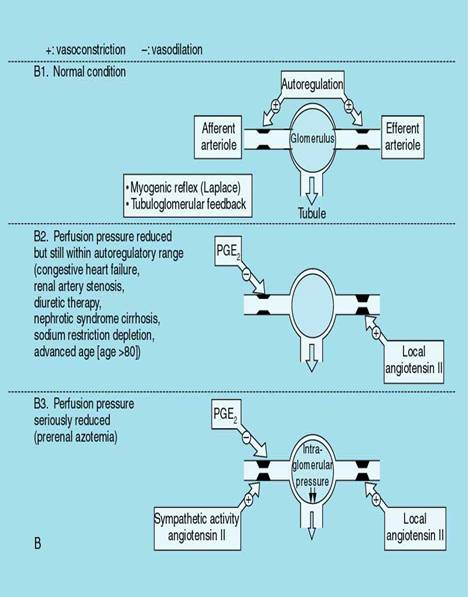 +: vasoconstriction –: vasodilation
B1. Normal condition
Autoregulation
+ +
Afferent
arteriole
Glomerulus
Efferent
arteriole
• Myogenic reflex (Laplace)
• Tubuloglomerular feedback
Tubule
B2. Perfusion pressure reduced
but still within autoregulatory range
(congestive heart failure,
renal artery stenosis,
diuretic therapy,
nephrotic syndrome cirrhosis,
sodium restriction depletion,
advanced age [age >80])
PGE2
–
+
Local
angiotensin II
B3. Perfusion pressure
seriously reduced
(prerenal azotemia)
PGE2
–
Intra-
glomerular
pressure
+ +
Sympathetic activity
angiotensin II
Local
angiotensin II
B